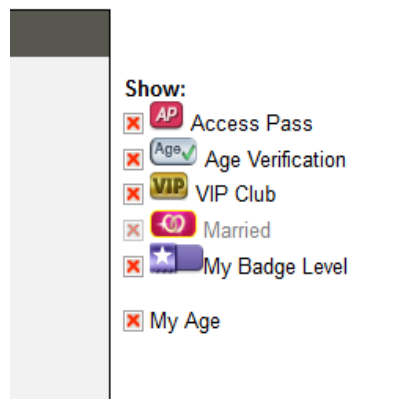 Show:
AP Access Pass
Age Age Verification
VIP VIP Club
Married
My Badge Level
My Age